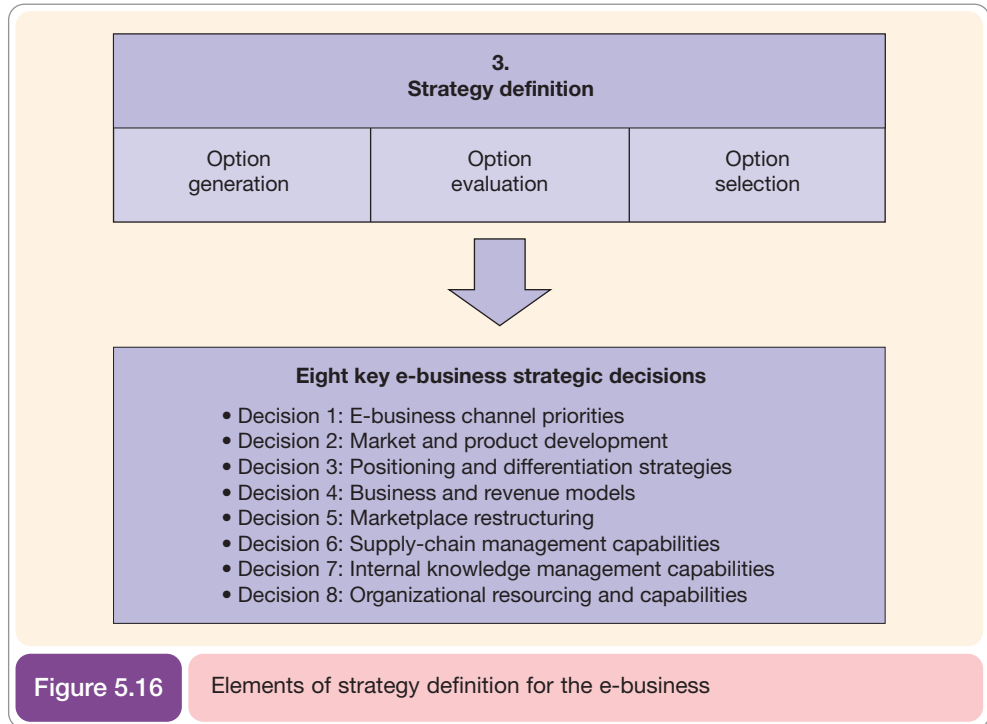 3.
Strategy definition
Option
generation
Option
evaluation
Option
selection
Eight key e-business strategic decisions
• Decision 1: E-business channel priorities
• Decision 2: Market and product development
• Decision 3: Positioning and differentiation strategies
• Decision 4: Business and revenue models
• Decision 5: Marketplace restructuring
• Decision 6: Supply-chain management capabilities
• Decision 7: Internal knowledge management capabilities
• Decision 8: Organizational resourcing and capabilities
Figure 5.16
Elements of strategy definition for the e-business